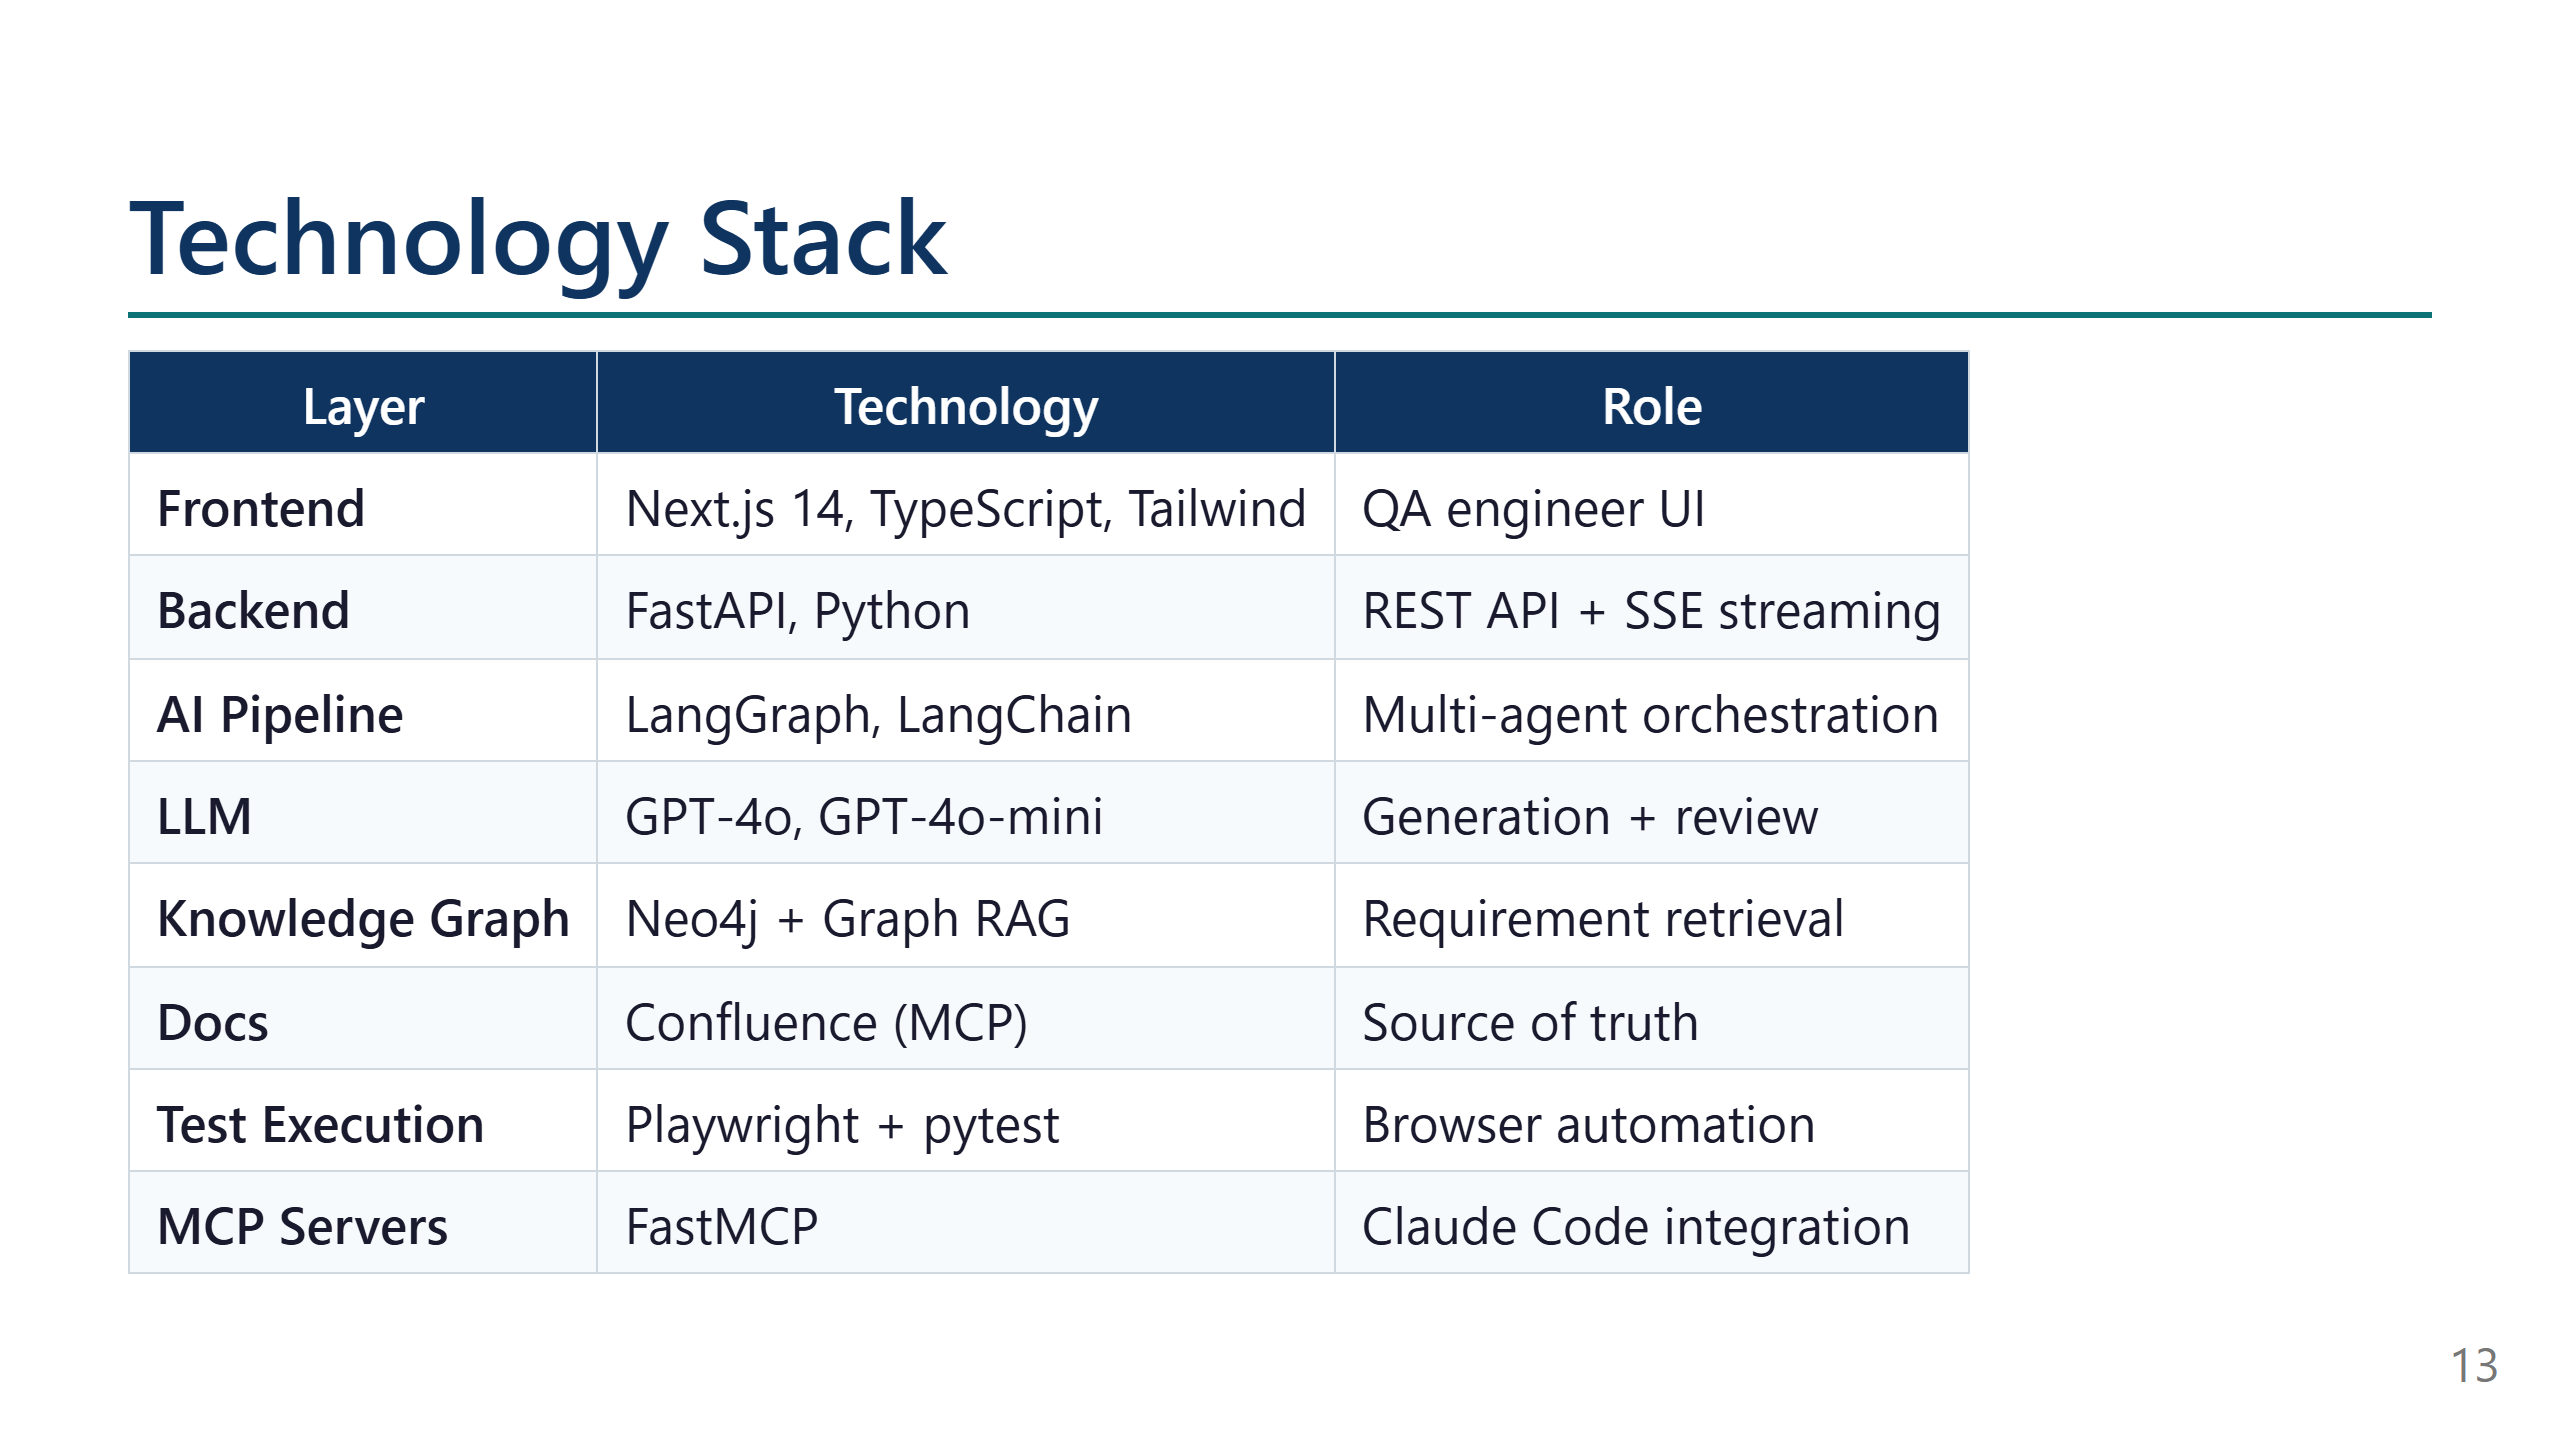 Technology Stack
Layer Technology Role
Frontend Next.js 14, TypeScript, Tailwind QA engineer UI
Backend FastAPI, Python REST API + SSE streaming
AI Pipeline LangGraph, LangChain Multi-agent orchestration
LLM GPT-4o, GPT-4o-mini Generation + review
Knowledge Graph Neo4j + Graph RAG Requirement retrieval
Docs Confluence (MCP) Source of truth
Test Execution Playwright + pytest Browser automation
MCP Servers FastMCP Claude Code integration
13